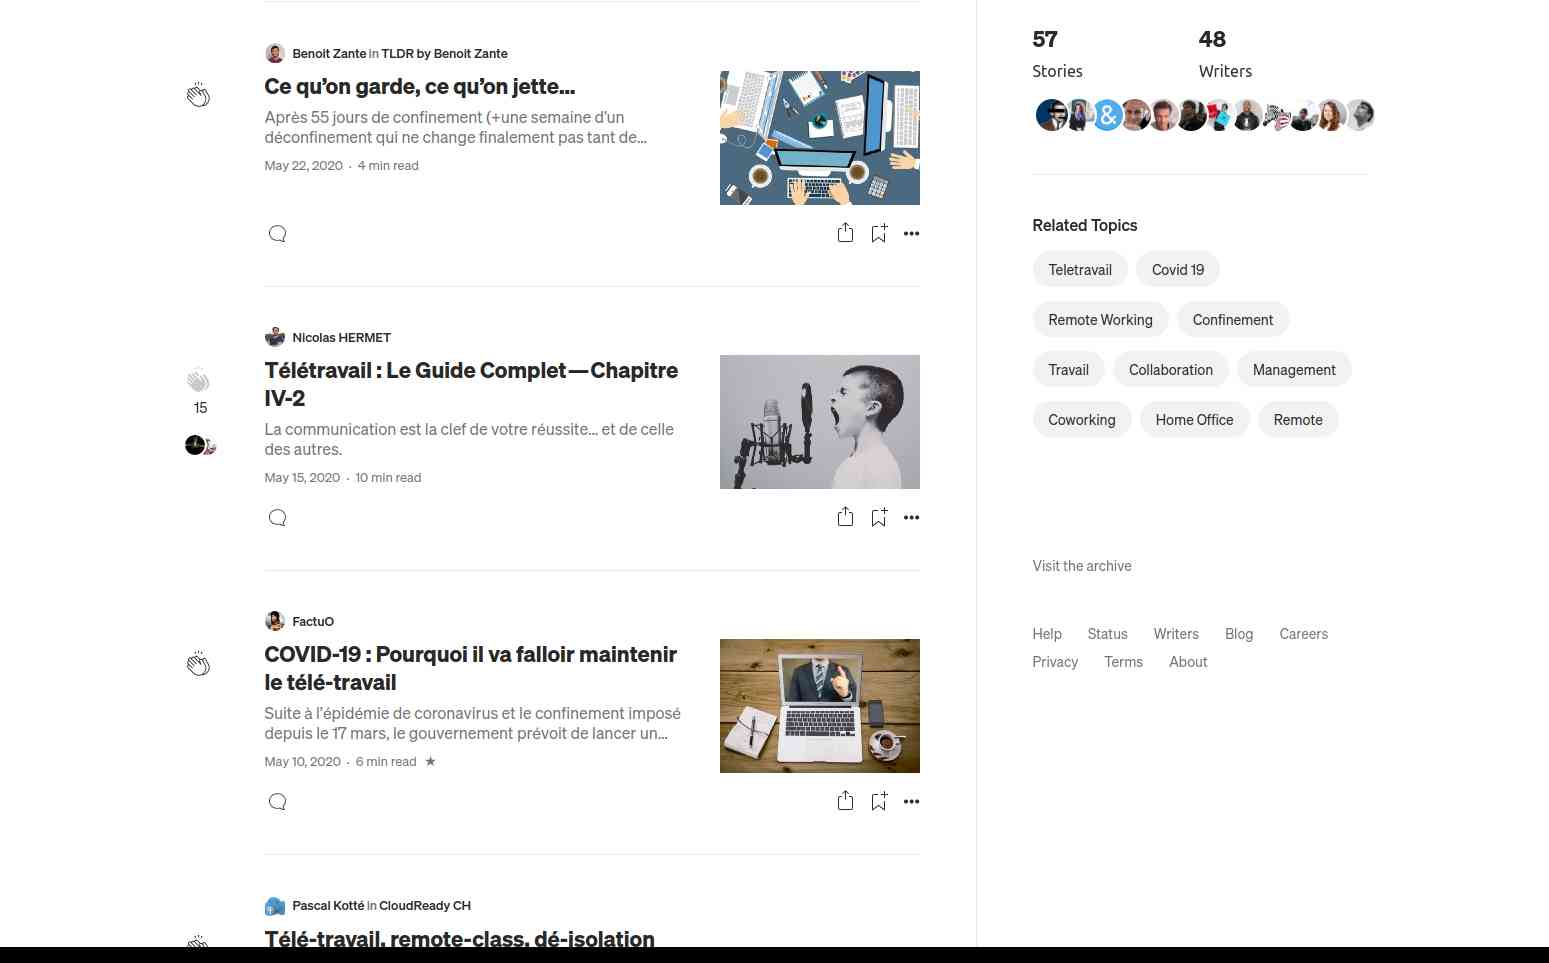 Benoit Zante in TLDR by Benoit Zante
Ce qu’on garde, ce qu’on jette…
Après 55 jours de confinement (+une semaine d’un
déconfinement qui ne change finalement pas tant de…
May 22, 2020 · 4 min read
Nicolas HERMET
Télétravail : Le Guide Complet — Chapitre
IV-2
15
La communication est la clef de votre réussite… et de celle
des autres.
May 15, 2020 · 10 min read
FactuO
COVID-19 : Pourquoi il va falloir maintenir
le télé-travail
Suite à l’épidémie de coronavirus et le confinement imposé
depuis le 17 mars, le gouvernement prévoit de lancer un…
May 10, 2020 · 6 min read ★
Pascal Kotté in CloudReady CH
Télé-travail, remote-class, dé-isolation
57
48
Stories
Writers
&
Related Topics
Teletravail
Covid 19
Remote Working
Confinement
Travail
Collaboration
Management
Coworking
Home Office
Remote
Visit the archive
Help
Status
Writers
Blog
Careers
Privacy
Terms
About